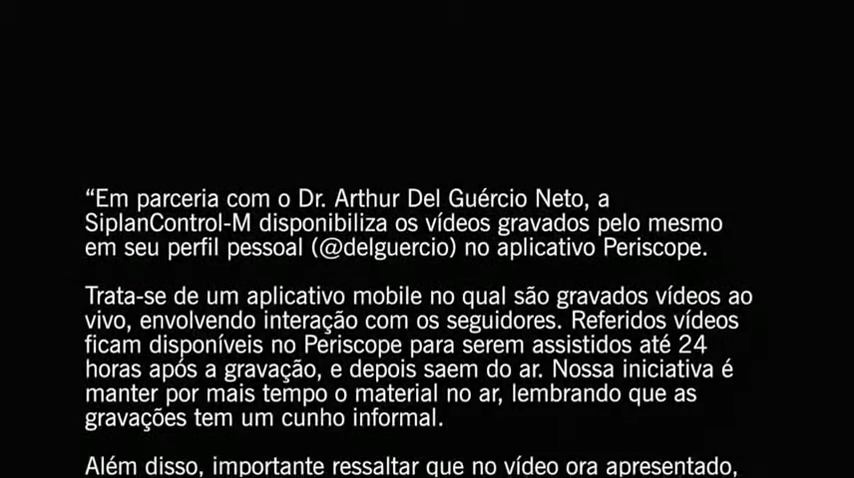 “Em parceria com o Dr. Arthur Del Guércio Neto, a
SiplanControl-M disponibiliza os vídeos gravados pelo mesmo
em seu perfil pessoal (@delguercio) no aplicativo Periscope.
Trata-se de um aplicativo mobile no qual são gravados vídeos ao
vivo, envolvendo interação com os seguidores. Referidos vídeos
ficam disponíveis no Periscope para serem assistidos até 24
horas após a gravação, e depois saem do ar. Nossa iniciativa é
manter por mais tempo o material no ar, lembrando que as
gravações tem um cunho informal.
Além disso, importante ressaltar que no vídeo ora apresentado,